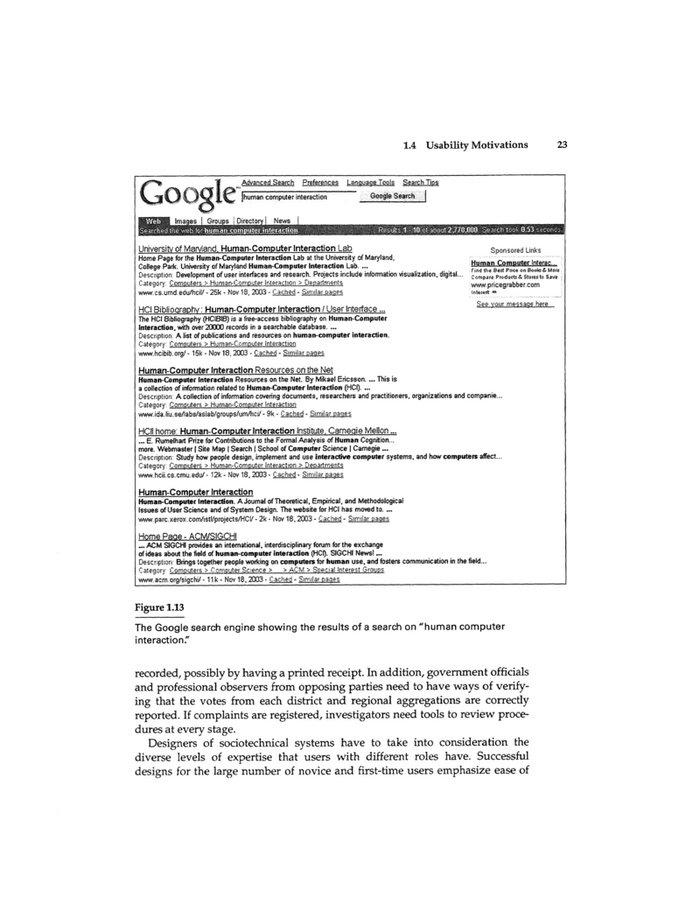 1.4 Usability Motivations 23
Google
Advanced Search Preferences Language Tools Search Tips
human computer interaction Google Search
Web Images Groups Directory News
Searched the web for human computer interaction. Results 1 - 10 of about 2,770,000. Search took 0.53 seconds.
University of Maryland, Human-Computer Interaction Lab
Home Page for the Human-Computer Interaction Lab at the University of Maryland,
College Park. University of Maryland Human-Computer Interaction Lab. ...
Description: Development of user interfaces and research. Projects include information visualization, digital...
Category: Computers > Human-Computer Interaction > Departments
www.cs.umd.edu/hcil/ - 25k - Nov 18, 2003 - Cached - Similar pages
Sponsored Links
Human Computer Interac...
Find the Best Price on Books & More
Compare Products & Stores to Save
www.pricegrabber.com
Interest:
See your message here...
HCI Bibliography : Human-Computer Interaction / User Interface ...
The HCI Bibliography (HCIBIB) is a free-access bibliography on Human-Computer
Interaction, with over 20000 records in a searchable database. ...
Description: A list of publications and resources on human-computer interaction.
Category: Computers > Human-Computer Interaction
www.hcibib.org/ - 15k - Nov 18, 2003 - Cached - Similar pages
Human-Computer Interaction Resources on the Net
Human-Computer Interaction Resources on the Net, By Mikael Ericsson. ... This is
a collection of information related to Human-Computer Interaction (HCI). ...
Description: A collection of information covering documents, researchers and practitioners, organizations and companie...
Category: Computers > Human-Computer Interaction
www.ida.liu.se/labs/aslab/groups/um/hci/ - 9k - Cached - Similar pages
HCII home: Human-Computer Interaction Institute, Carnegie Mellon ...
... E. Rumelhart Prize for Contributions to the Formal Analysis of Human Cognition...
more. Webmaster | Site Map | Search | School of Computer Science | Carnegie ...
Description: Study how people design, implement and use interactive computer systems, and how computers affect...
Category: Computers > Human-Computer Interaction > Departments
www.hcii.cs.cmu.edu/ - 12k - Nov 18, 2003 - Cached - Similar pages
Human-Computer Interaction
Human-Computer Interaction. A Journal of Theoretical, Empirical, and Methodological
Issues of User Science and of System Design. The website for HCI has moved to. ...
www.parc.xerox.com/istl/projects/HCI/ - 2k - Nov 18, 2003 - Cached - Similar pages
Home Page - ACM/SIGCHI
... ACM SIGCHI provides an international, interdisciplinary forum for the exchange
of ideas about the field of human-computer interaction (HCI). SIGCHI News! ...
Description: Brings together people working on computers for human use, and fosters communication in the field...
Category: Computers > Computer Science > ... > ACM > Special Interest Groups
www.acm.org/sigchi/ - 11k - Nov 18, 2003 - Cached - Similar pages
Figure 1.13
The Google search engine showing the results of a search on "human computer
interaction."
recorded, possibly by having a printed receipt. In addition, government officials
and professional observers from opposing parties need to have ways of verify-
ing that the votes from each district and regional aggregations are correctly
reported. If complaints are registered, investigators need tools to review proce-
dures at every stage.
Designers of sociotechnical systems have to take into consideration the
diverse levels of expertise that users with different roles have. Successful
designs for the large number of novice and first-time users emphasize ease of